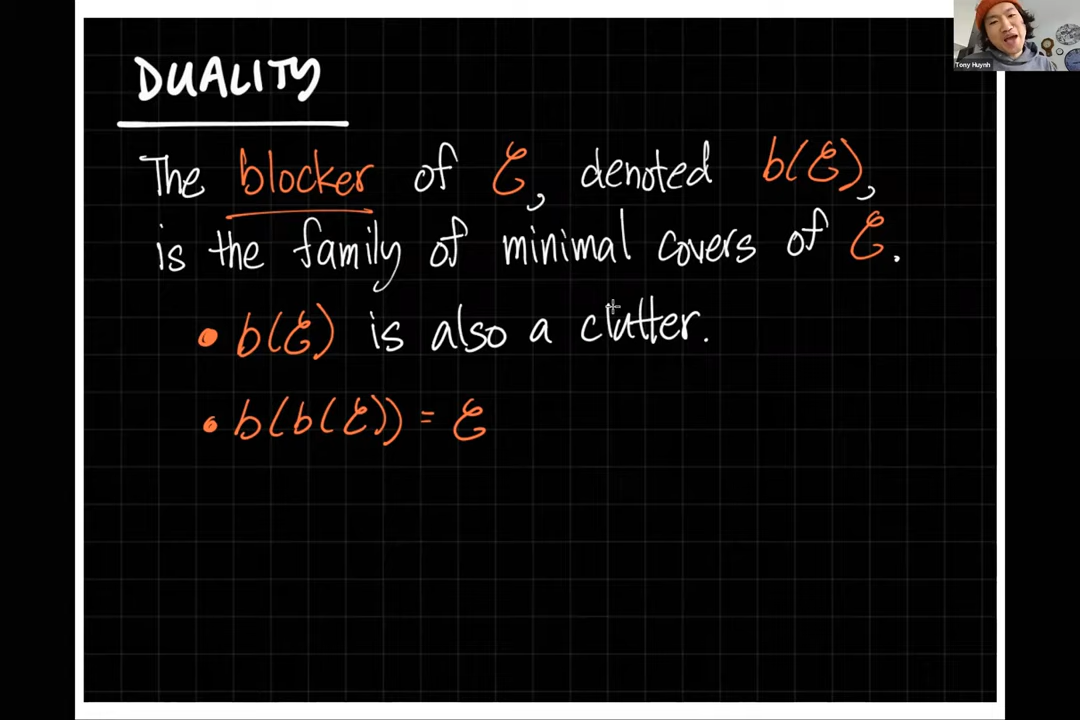 DUALITY
The blocker of ℰ, denoted b(ℰ),
is the family of minimal covers of ℰ.
• b(ℰ) is also a clutter.
• b(b(ℰ)) = ℰ
Tony Huynh